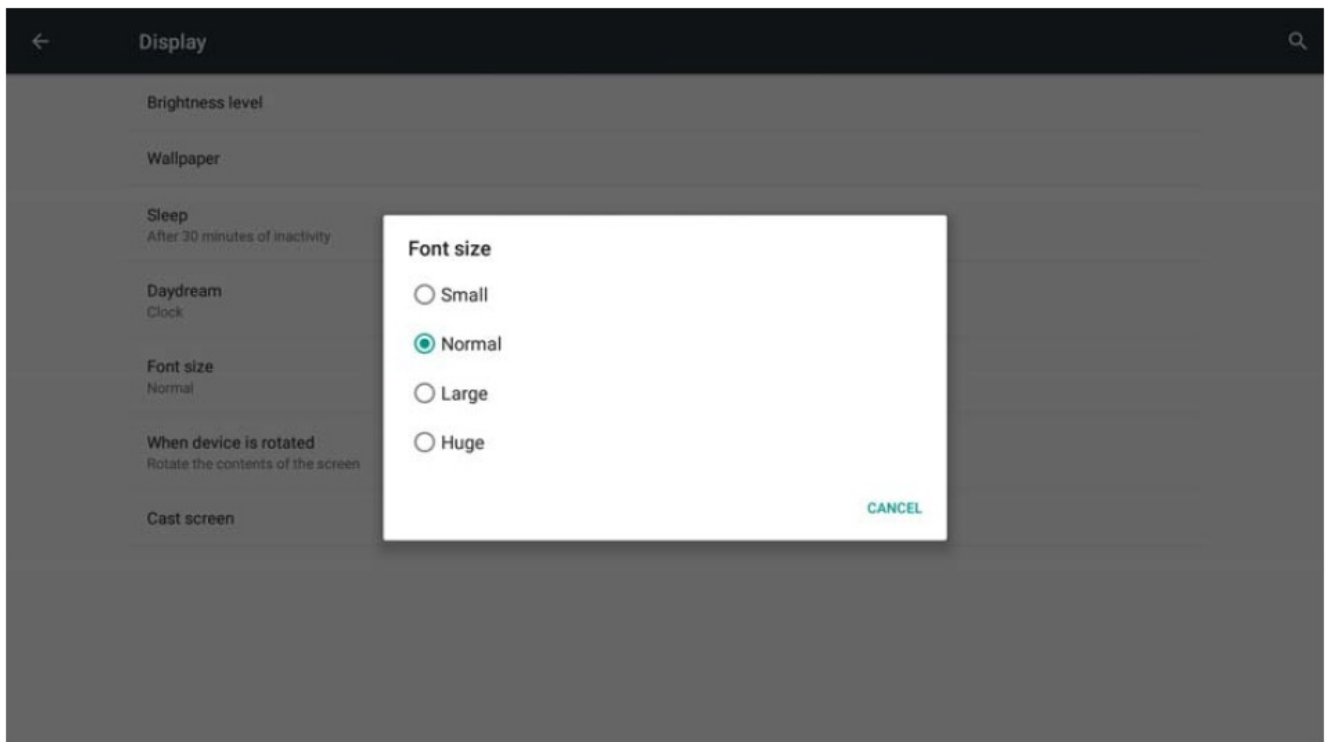 Display
Brightness level
Wallpaper
Sleep
After 30 minutes of inactivity
Daydream
Clock
Font size
Normal
When device is rotated
Rotate the contents of the screen
Cast screen
Font size
Small
Normal
Large
Huge
CANCEL